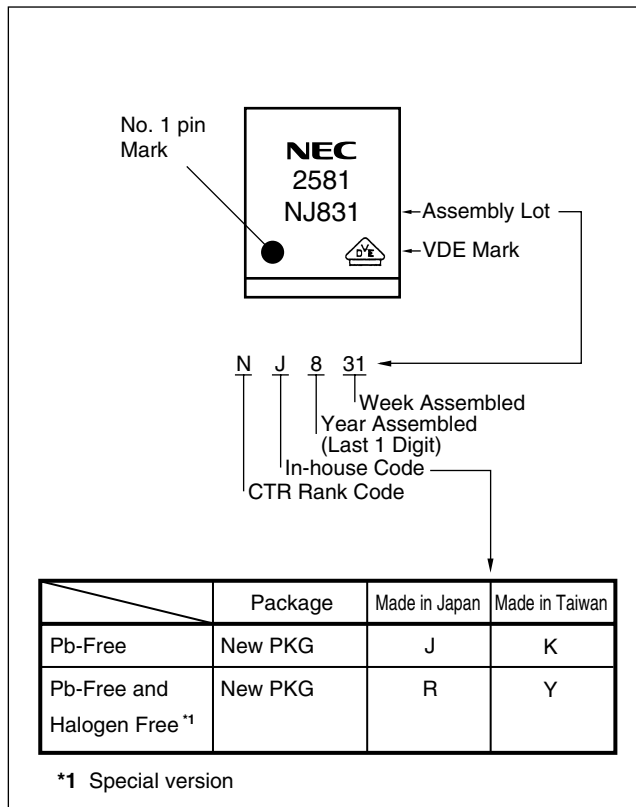 No. 1 pin
Mark
NEC
2581
NJ831
Assembly Lot
VDE Mark
DVE
N J 8 31
Week Assembled
Year Assembled
(Last 1 Digit)
In-house Code
CTR Rank Code
Package Made in Japan Made in Taiwan
Pb-Free New PKG J K
Pb-Free and New PKG R Y
Halogen Free *1
*1 Special version